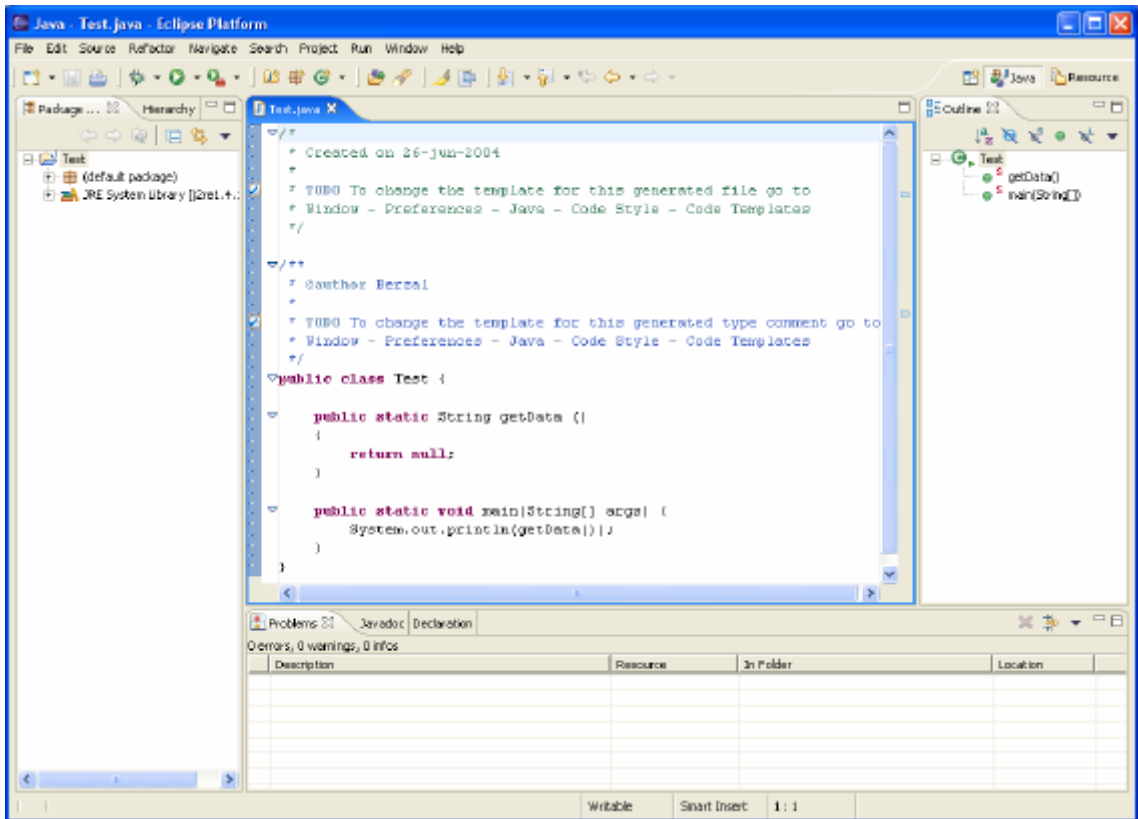 Java - Test.java - Eclipse Platform
File Edit Source Refactor Navigate Search Project Run Window Help
Java Resource
Package ... Hierarchy
Test
(default package)
JRE System Library
Test.java
/*
* Created on 26-jun-2004
*
* TODO To change the template for this generated file go to
* Window - Preferences - Java - Code Style - Code Templates
*/
/**
* @author Berzal
*
* TODO To change the template for this generated type comment go to
* Window - Preferences - Java - Code Style - Code Templates
*/
public class Test {
public static String getData ()
{
return null;
}
public static void main(String[] args) {
System.out.println(getData());
}
}
Outline
Test
getData()
main(String[])
Problems Javadoc Declaration
0 errors, 0 warnings, 0 infos
Description Resource In Folder Location
Writable Smart Insert 1 : 1